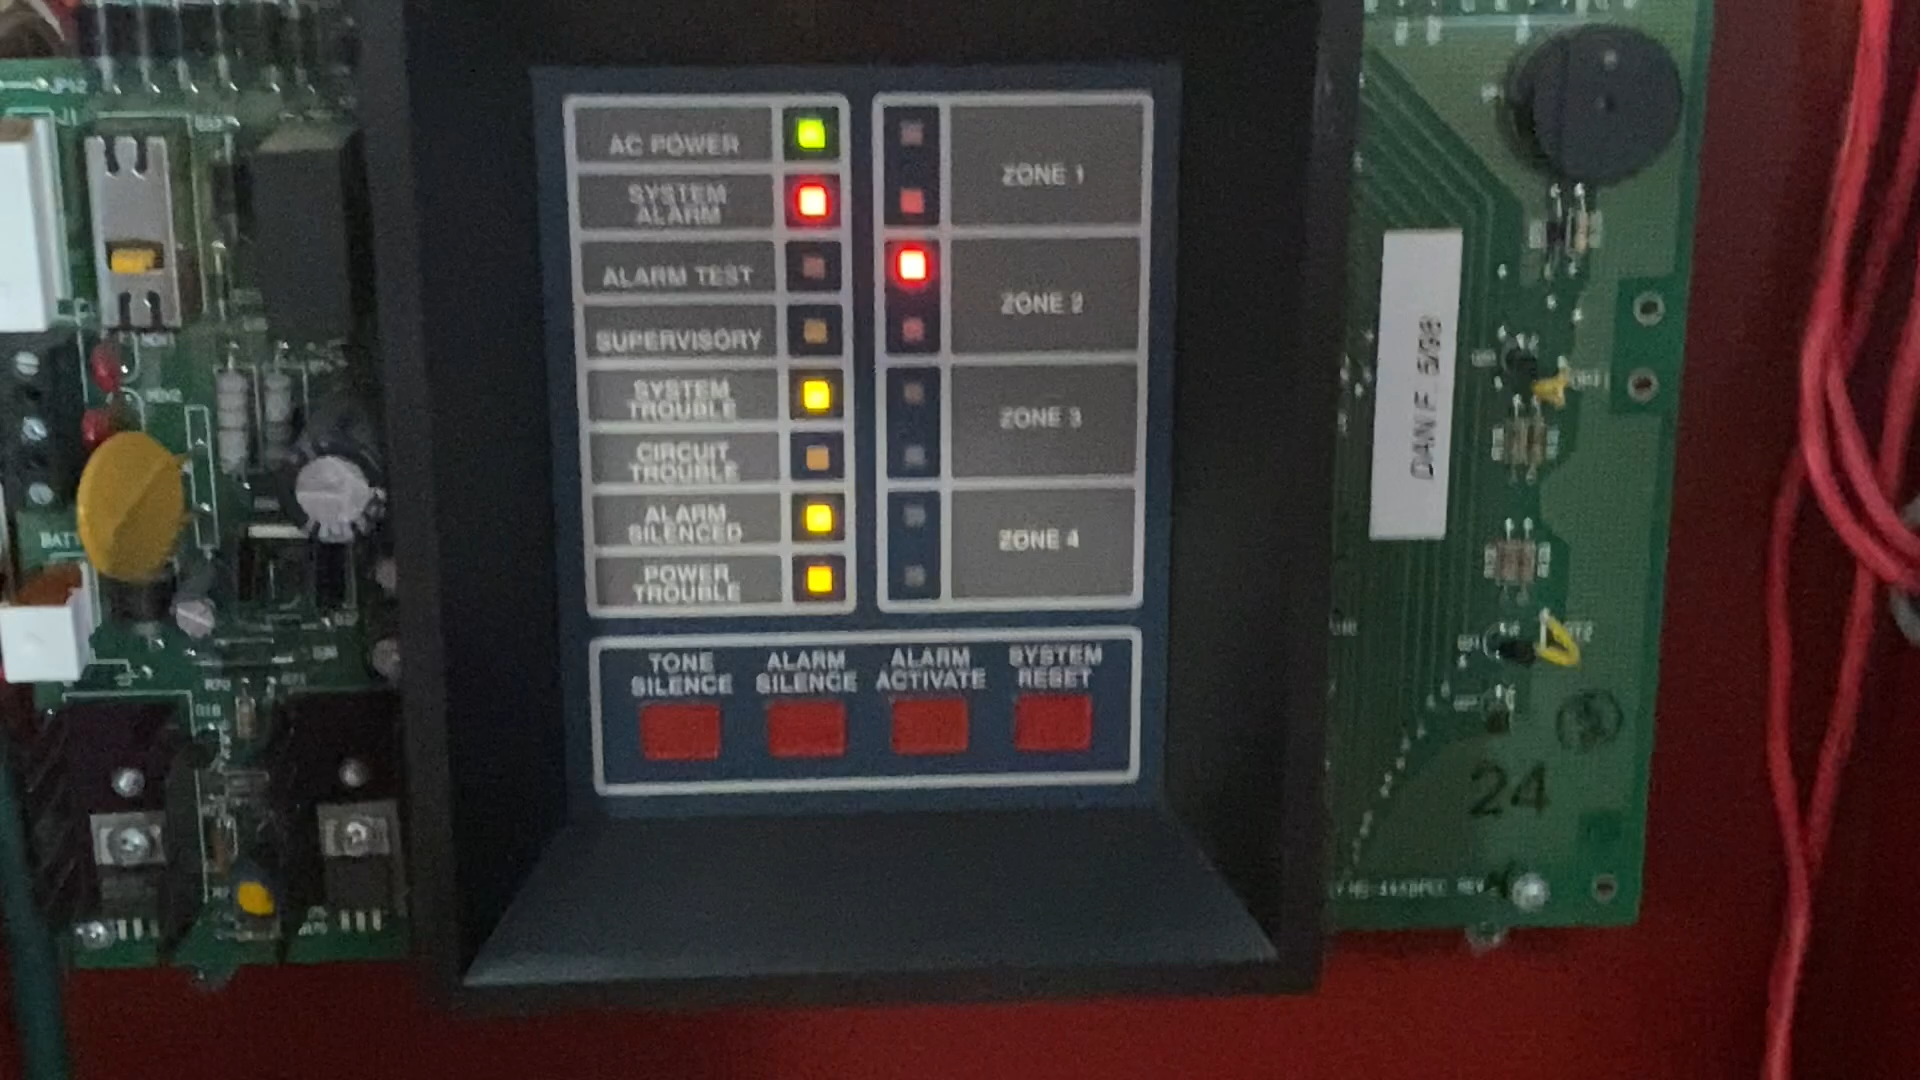 AC POWER
SYSTEM
ALARM
ALARM TEST
SUPERVISORY
SYSTEM
TROUBLE
CIRCUIT
TROUBLE
ALARM
SILENCED
POWER
TROUBLE
ZONE 1
ZONE 2
ZONE 3
ZONE 4
TONE
SILENCE
ALARM
SILENCE
ALARM
ACTIVATE
SYSTEM
RESET
DAN F. 5/98
24
BATT